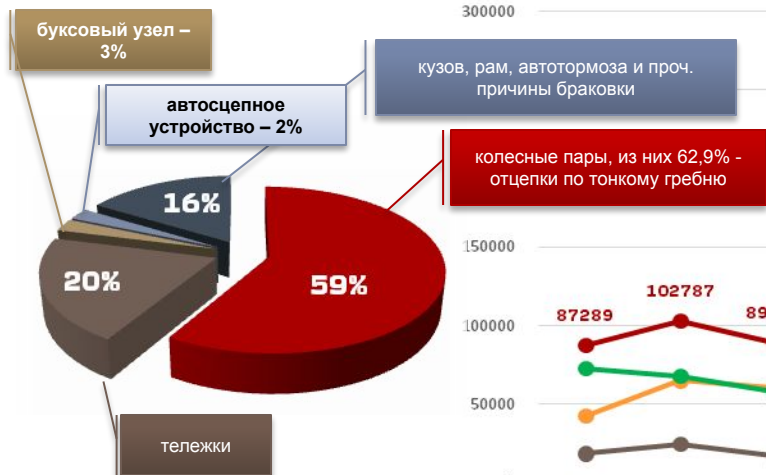 буксовый узел –
3%
автосцепное
устройство – 2%
кузов, рам, автотормоза и проч.
причины браковки
колесные пары, из них 62,9% -
отцепки по тонкому гребню
16%
20%
59%
тележки
300000
150000
100000
50000
87289
102787
89